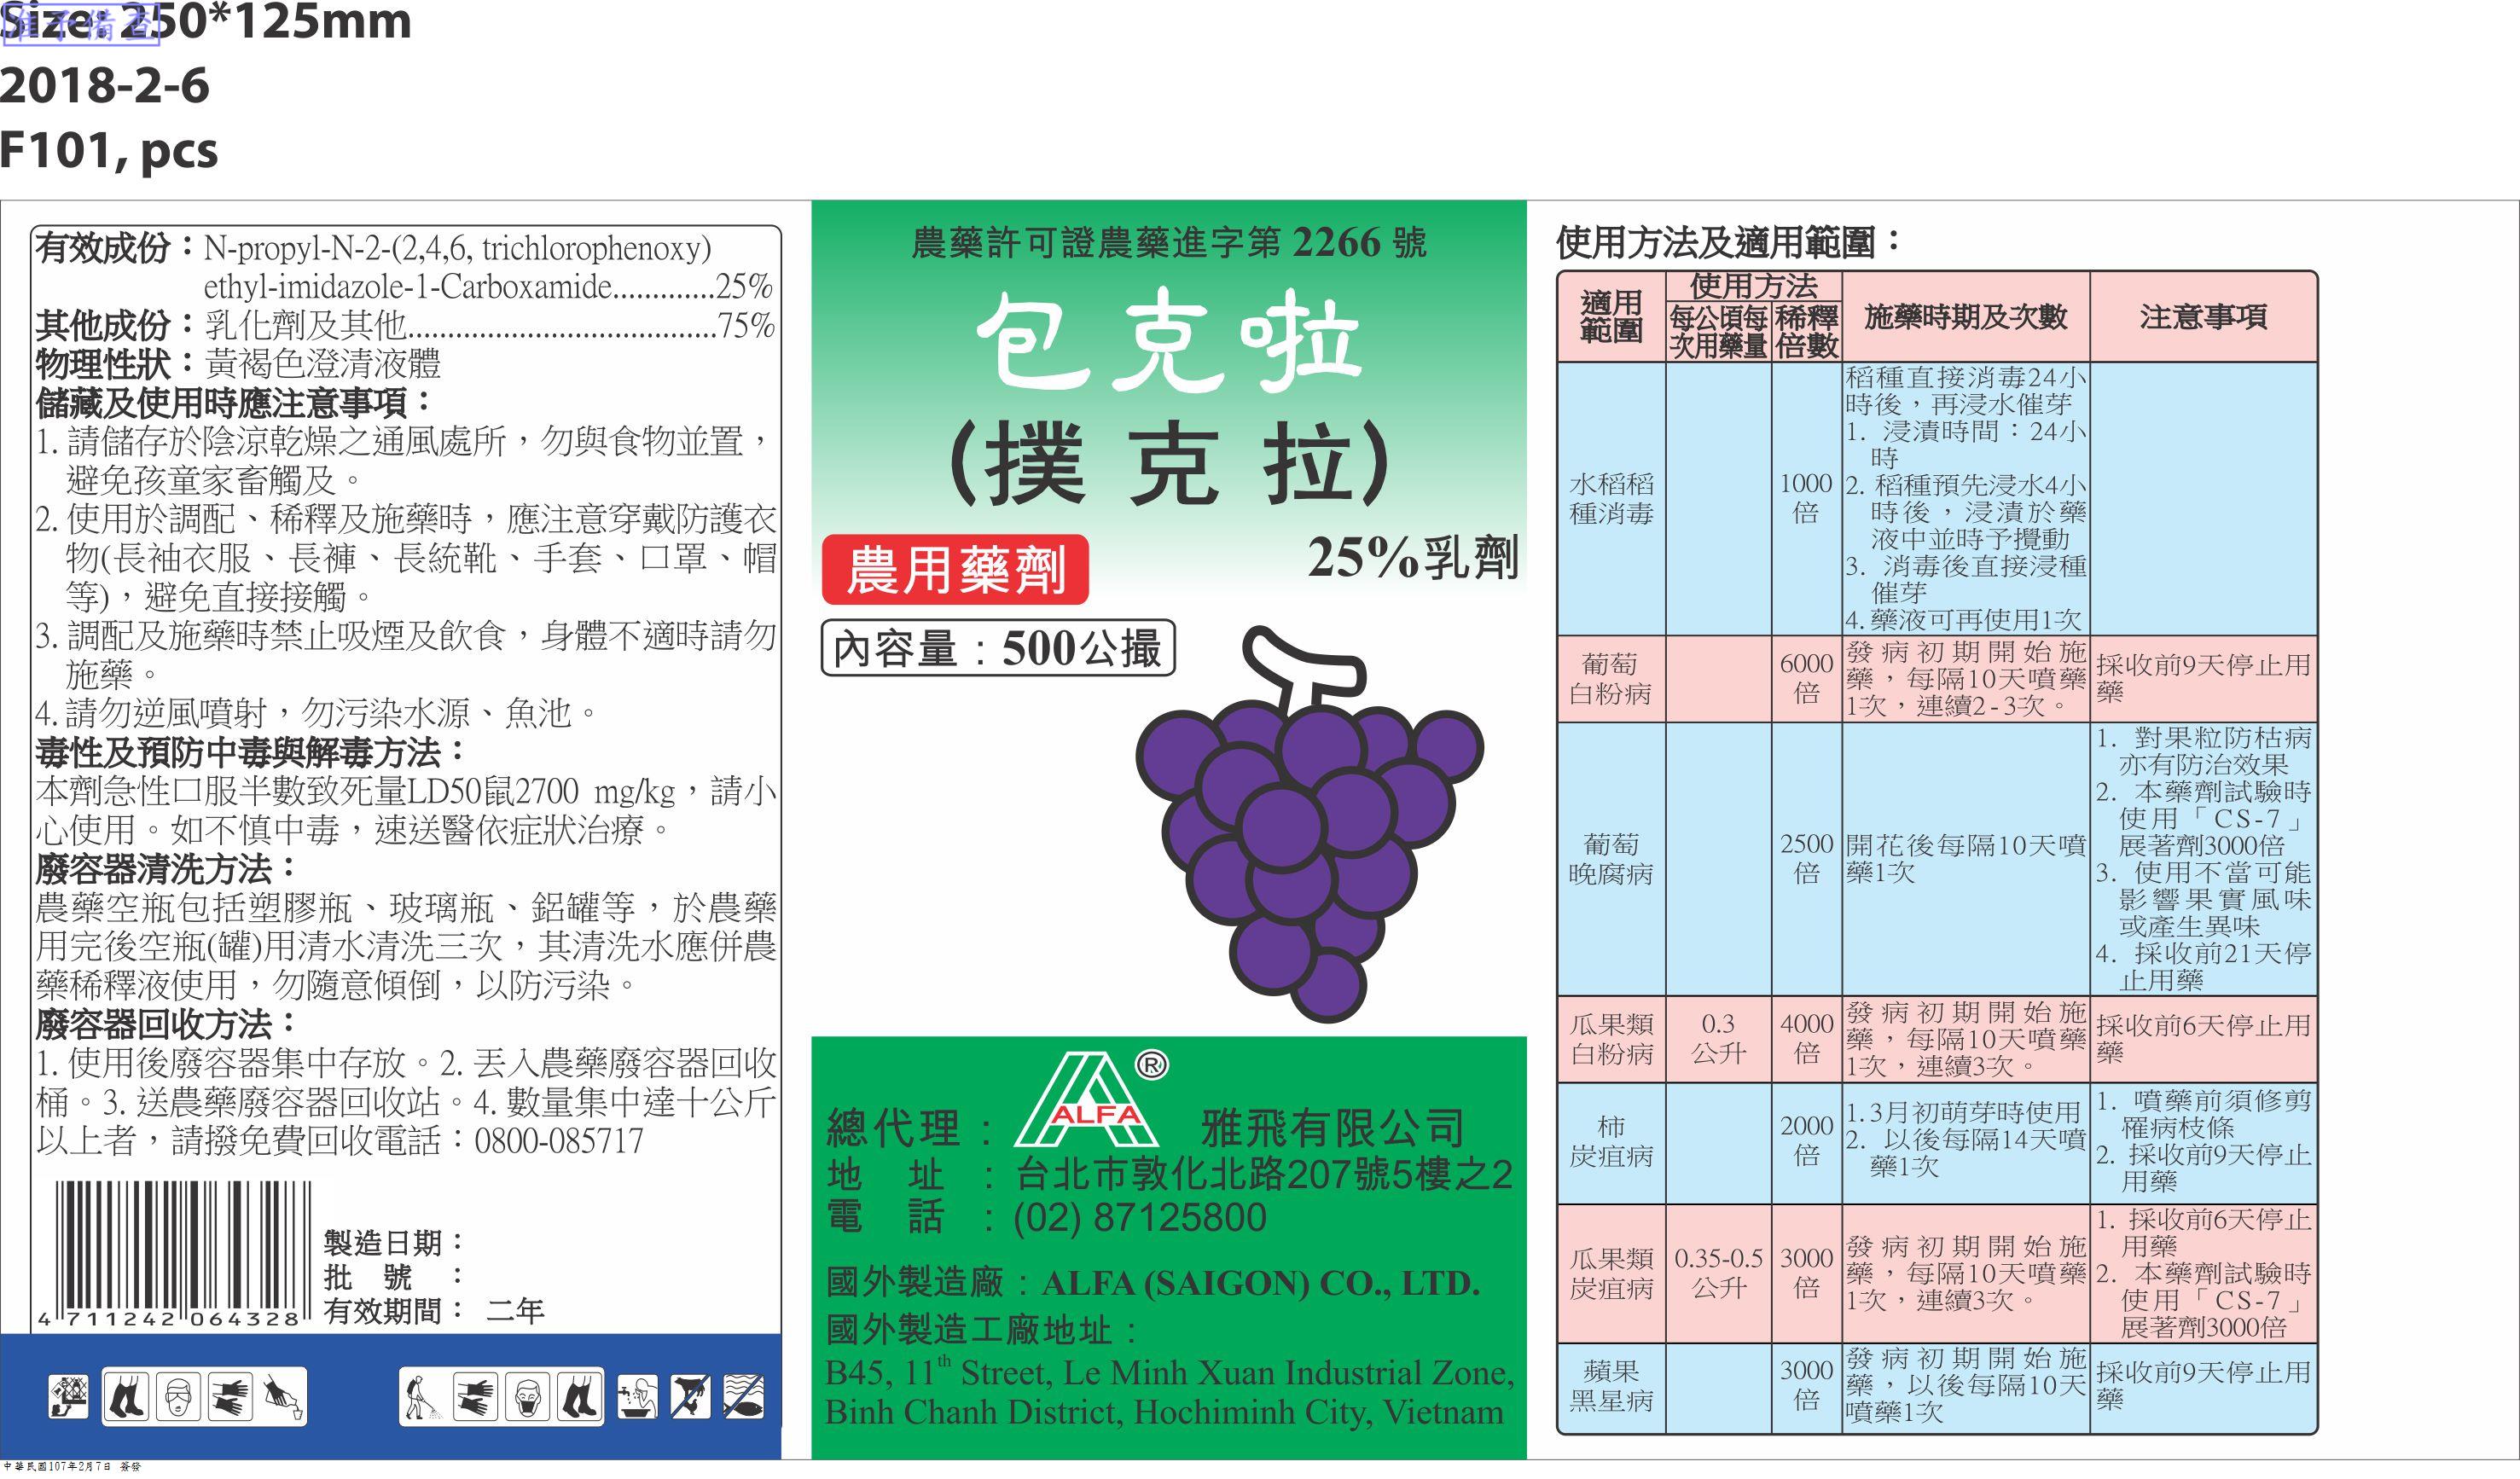 Size: 250*125mm
准予備查
2018-2-6
F101, pcs
有效成份：N-propyl-N-2-(2,4,6, trichlorophenoxy)
ethyl-imidazole-1-Carboxamide.............25%
其他成份：乳化劑及其他......................................75%
物理性狀：黃褐色澄清液體
儲藏及使用時應注意事項：
1. 請儲存於陰涼乾燥之通風處所，勿與食物並置，
避免孩童家畜觸及。
2. 使用於調配、稀釋及施藥時，應注意穿戴防護衣
物(長袖衣服、長褲、長統靴、手套、口罩、帽
等)，避免直接接觸。
3. 調配及施藥時禁止吸煙及飲食，身體不適時請勿
施藥。
4. 請勿逆風噴射，勿污染水源、魚池。
毒性及預防中毒與解毒方法：
本劑急性口服半數致死量LD50鼠2700 mg/kg，請小
心使用。如不慎中毒，速送醫依症狀治療。
廢容器清洗方法：
農藥空瓶包括塑膠瓶、玻璃瓶、鋁罐等，於農藥
用完後空瓶(罐)用清水清洗三次，其清洗水應併農
藥稀釋液使用，勿隨意傾倒，以防污染。
廢容器回收方法：
1. 使用後廢容器集中存放。2. 丟入農藥廢容器回收
桶。3. 送農藥廢容器回收站。4. 數量集中達十公斤
以上者，請撥免費回收電話：0800-085717
4 711242 064328
製造日期：
批 號 ：
有效期間： 二年
農藥許可證農藥進字第 2266 號
包克啦
(撲克拉)
25%乳劑
農用藥劑
內容量：500公撮
總代理： ALFA ® 雅飛有限公司
地 址 ：台北市敦化北路207號5樓之2
電 話 ：(02) 87125800
國外製造廠：ALFA (SAIGON) CO., LTD.
國外製造工廠地址：
B45, 11th Street, Le Minh Xuan Industrial Zone,
Binh Chanh District, Hochiminh City, Vietnam
使用方法及適用範圍：
適用
範圍
使用方法
每公頃每
次用藥量
稀釋
倍數
施藥時期及次數
注意事項
水稻稻
種消毒
1000
倍
稻種直接消毒24小
時後，再浸水催芽
1. 浸漬時間：24小
時
2. 稻種預先浸水4小
時後，浸漬於藥
液中並時予攪動
3. 消毒後直接浸種
催芽
4. 藥液可再使用1次
葡萄
白粉病
6000
倍
發病初期開始施
藥，每隔10天噴藥
1次，連續2-3次。
採收前9天停止用
藥
葡萄
晚腐病
2500
倍
開花後每隔10天噴
藥1次
1. 對果粒防枯病
亦有防治效果
2. 本藥劑試驗時
使用「CS-7」
展著劑3000倍
3. 使用不當可能
影響果實風味
或產生異味
4. 採收前21天停
止用藥
瓜果類
白粉病
0.3
公升
4000
倍
發病初期開始施
藥，每隔10天噴藥
1次，連續3次。
採收前6天停止用
藥
柿
炭疽病
2000
倍
1.3月初萌芽時使用
2. 以後每隔14天噴
藥1次
1. 噴藥前須修剪
罹病枝條
2. 採收前9天停止
用藥
瓜果類
炭疽病
0.35-0.5
公升
3000
倍
發病初期開始施
藥，每隔10天噴藥
1次，連續3次。
1. 採收前6天停止
用藥
2. 本藥劑試驗時
使用「CS-7」
展著劑3000倍
蘋果
黑星病
3000
倍
發病初期開始施
藥，以後每隔10天
噴藥1次
採收前9天停止用
藥
中華民國107年2月7日 簽發